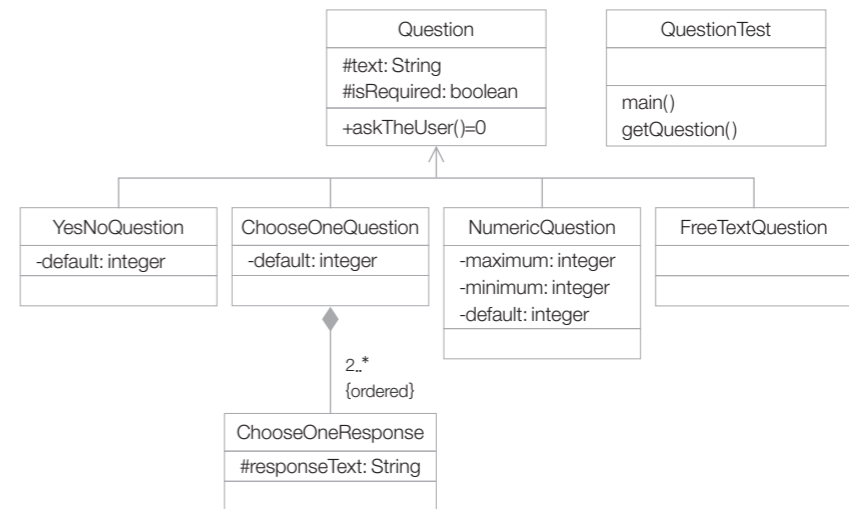 Question
#text: String
#isRequired: boolean
+askTheUser()=0
QuestionTest
main()
getQuestion()
YesNoQuestion
-default: integer
ChooseOneQuestion
-default: integer
NumericQuestion
-maximum: integer
-minimum: integer
-default: integer
FreeTextQuestion
2..*
{ordered}
ChooseOneResponse
#responseText: String